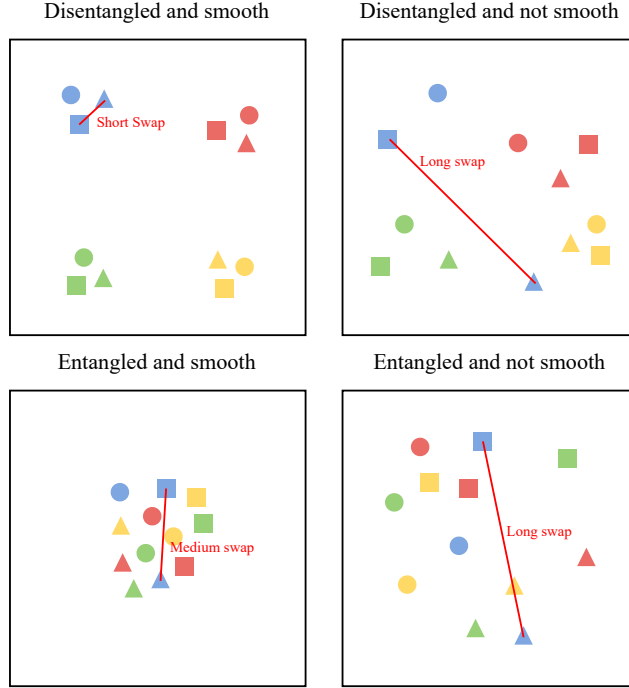 Disentangled and smooth
Disentangled and not smooth
Short Swap
Long swap
Entangled and smooth
Entangled and not smooth
Medium swap
Long swap